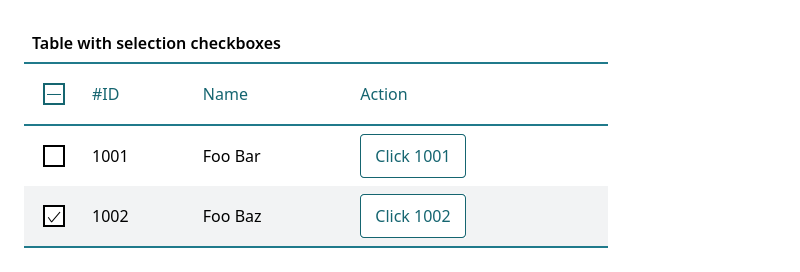 Table with selection checkboxes
#ID Name Action
1001 Foo Bar Click 1001
1002 Foo Baz Click 1002